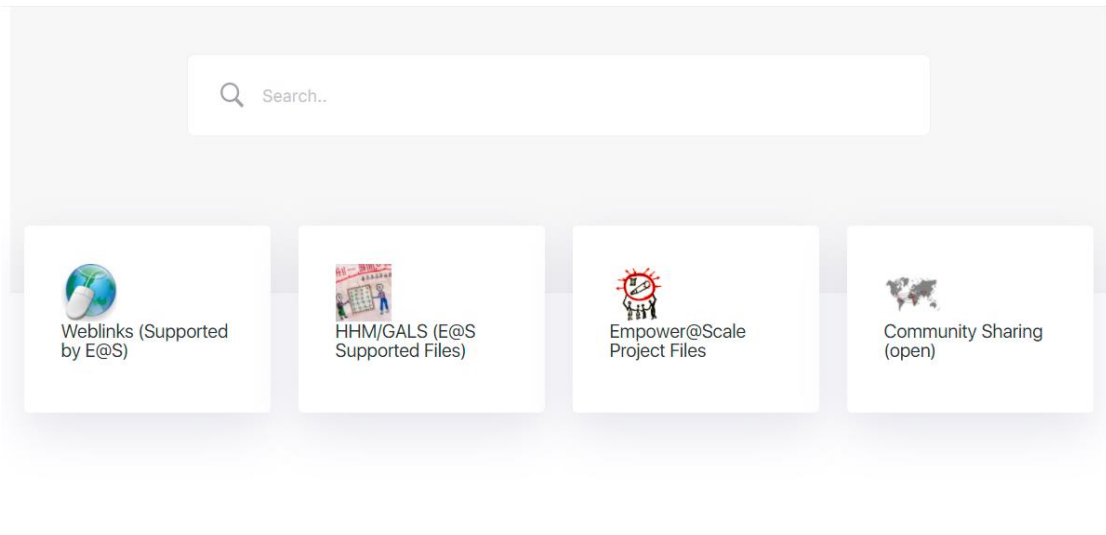 Search..
Weblinks (Supported
by E@S)
HHM/GALS (E@S
Supported Files)
Empower@Scale
Project Files
Community Sharing
(open)